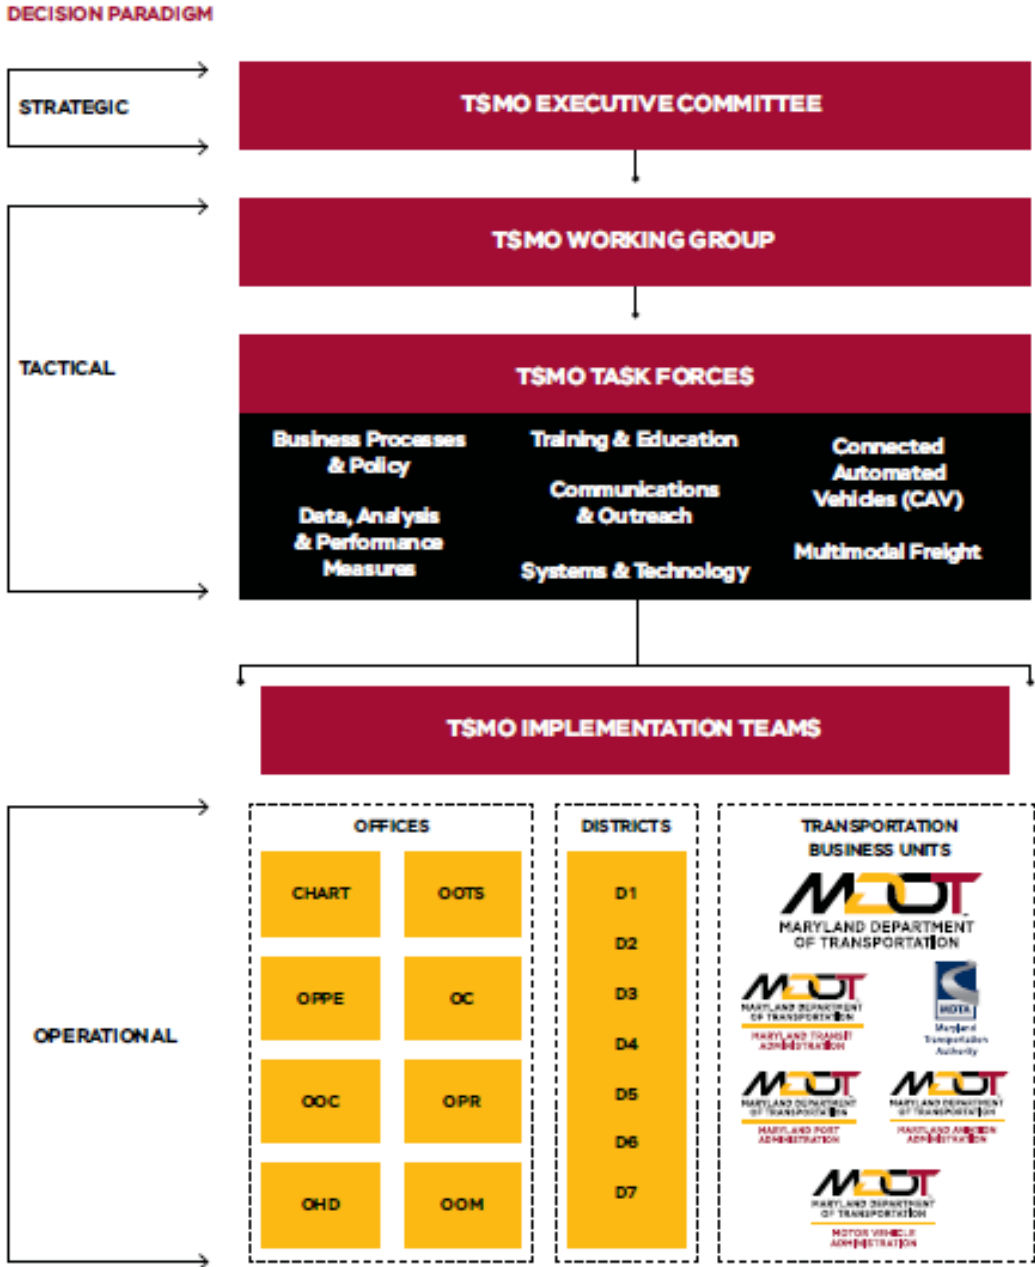 DECISION PARADIGM
STRATEGIC
TSMO EXECUTIVE COMMITTEE
TACTICAL
TSMO WORKING GROUP
TSMO TASK FORCES
Business Processes
& Policy
Data, Analysis
& Performance
Measures
Training & Education
Communications
& Outreach
Systems & Technology
Connected
Automated
Vehicles (CAV)
Multimodal Freight
TSMO IMPLEMENTATION TEAMS
OPERATIONAL
OFFICES
CHART
OOTS
OPPE
OC
OOC
OPR
OHD
OOM
DISTRICTS
D1
D2
D3
D4
D5
D6
D7
TRANSPORTATION
BUSINESS UNITS
MDOT
MARYLAND DEPARTMENT
OF TRANSPORTATION
MDOT
MARYLAND DEPARTMENT
OF TRANSPORTATION
MARYLAND TRANSIT
ADMINISTRATION
MDTA
Maryland
Transportation
Authority
MDOT
MARYLAND DEPARTMENT
OF TRANSPORTATION
MARYLAND PORT
ADMINISTRATION
MDOT
MARYLAND DEPARTMENT
OF TRANSPORTATION
MARYLAND AVIATION
ADMINISTRATION
MDOT
MARYLAND DEPARTMENT
OF TRANSPORTATION
MOTOR VEHICLE
ADMINISTRATION